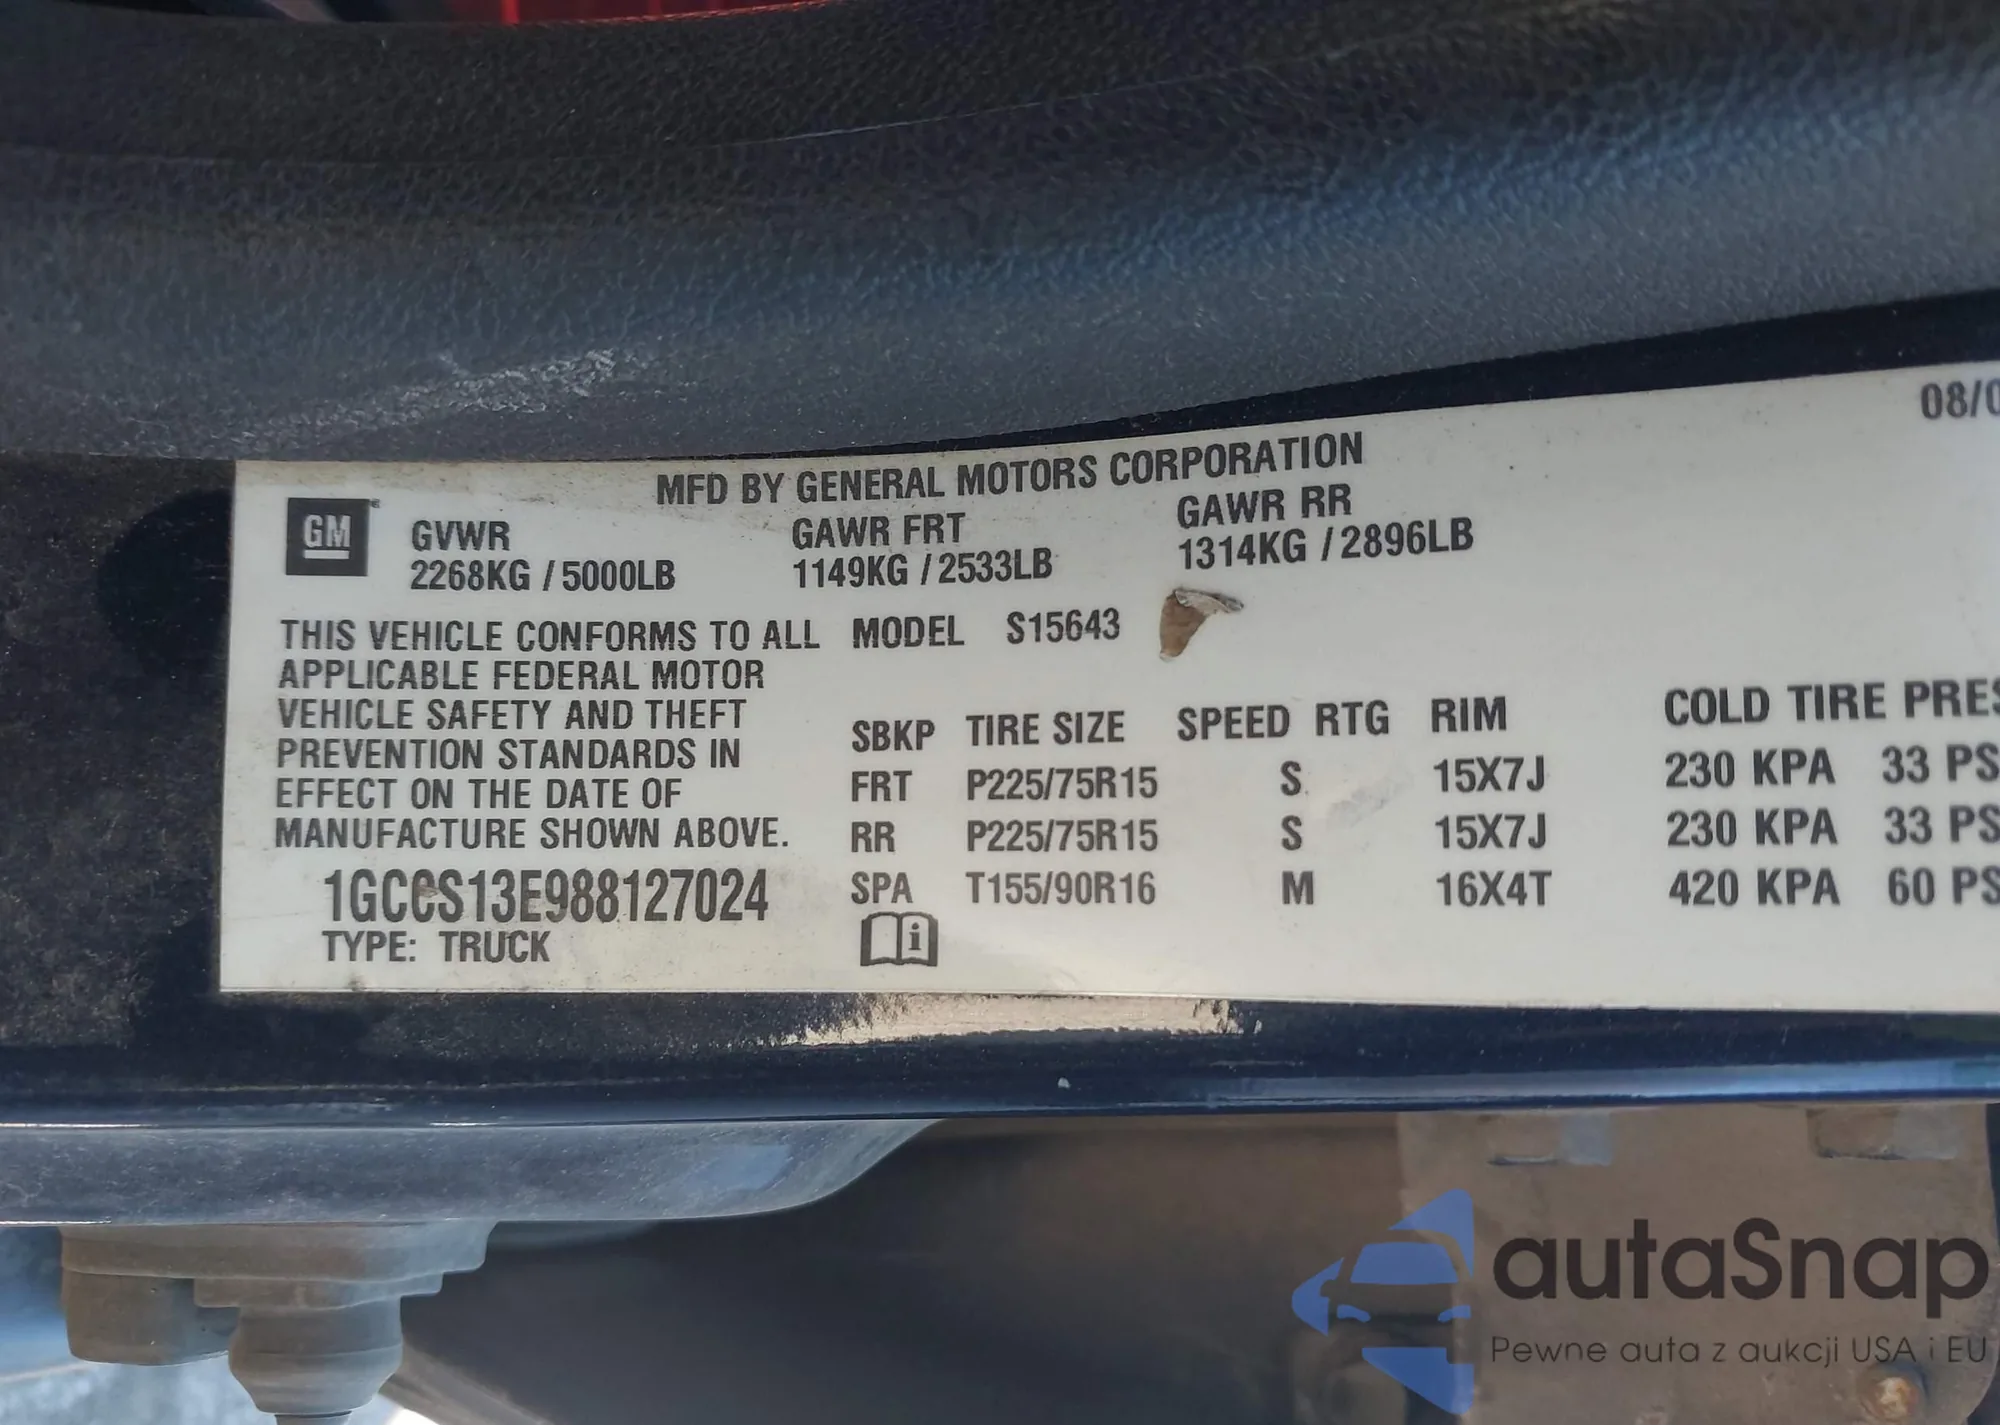 08/0
MFD BY GENERAL MOTORS CORPORATION
GM
GVWR GAWR FRT GAWR RR
2268KG / 5000LB 1149KG / 2533LB 1314KG / 2896LB
THIS VEHICLE CONFORMS TO ALL
APPLICABLE FEDERAL MOTOR
VEHICLE SAFETY AND THEFT
PREVENTION STANDARDS IN
EFFECT ON THE DATE OF
MANUFACTURE SHOWN ABOVE.
1GCCS13E988127024
TYPE: TRUCK
MODEL S15643
SBKP TIRE SIZE SPEED RTG RIM COLD TIRE PRES
FRT P225/75R15 S 15X7J 230 KPA 33 PS
RR P225/75R15 S 15X7J 230 KPA 33 PS
SPA T155/90R16 M 16X4T 420 KPA 60 PS
i
autaSnap
Pewne auta z aukcji USA i EU